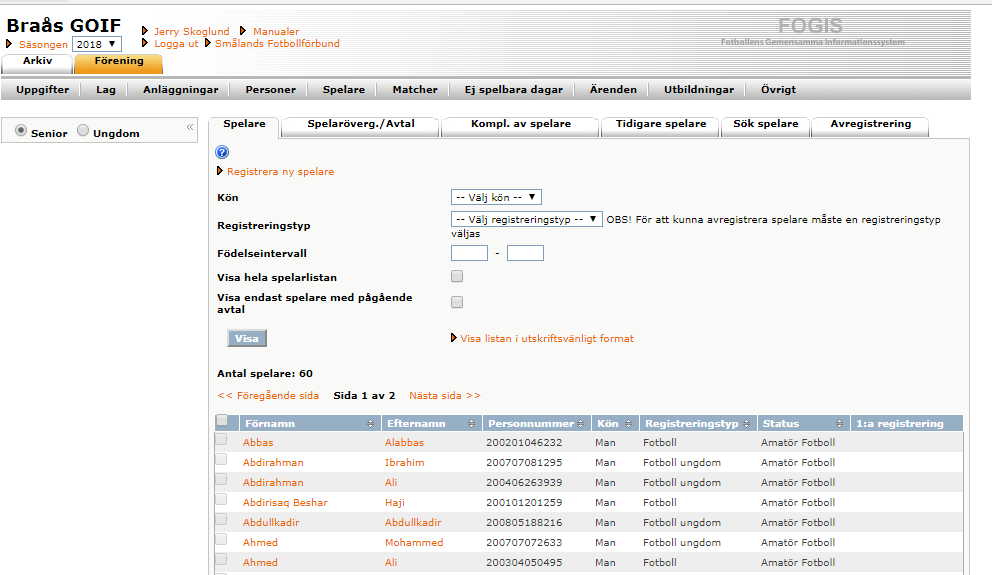 Braås GOIF
Säsongen 2018
Jerry Skoglund Manualer
Logga ut Smålands Fotbollförbund
FOGIS
Fotbollens Gemensamma Informationssystem
Arkiv Förening
Uppgifter Lag Anläggningar Personer Spelare Matcher Ej spelbara dagar Ärenden Utbildningar Övrigt
Senior Ungdom «
Spelare Spelaröverg./Avtal Kompl. av spelare Tidigare spelare Sök spelare Avregistrering
?
Registrera ny spelare
Kön -- Välj kön --
Registreringstyp -- Välj registreringstyp -- OBS! För att kunna avregistrera spelare måste en registreringstyp
väljas
Födelseintervall -
Visa hela spelarlistan
Visa endast spelare med pågående
avtal
Visa Visa listan i utskriftsvänligt format
Antal spelare: 60
<< Föregående sida Sida 1 av 2 Nästa sida >>
Förnamn Efternamn Personnummer Kön Registreringstyp Status 1:a registrering
Abbas Alabbas 200201046232 Man Fotboll Amatör Fotboll
Abdirahman Ibrahim 200707081295 Man Fotboll ungdom Amatör Fotboll
Abdirahman Ali 200406263939 Man Fotboll ungdom Amatör Fotboll
Abdirisaq Beshar Haji 200101201259 Man Fotboll Amatör Fotboll
Abdullkadir Abdullkadir 200805188216 Man Fotboll ungdom Amatör Fotboll
Ahmed Mohammed 200707072633 Man Fotboll ungdom Amatör Fotboll
Ahmed Ali 200304050495 Man Fotboll Amatör Fotboll